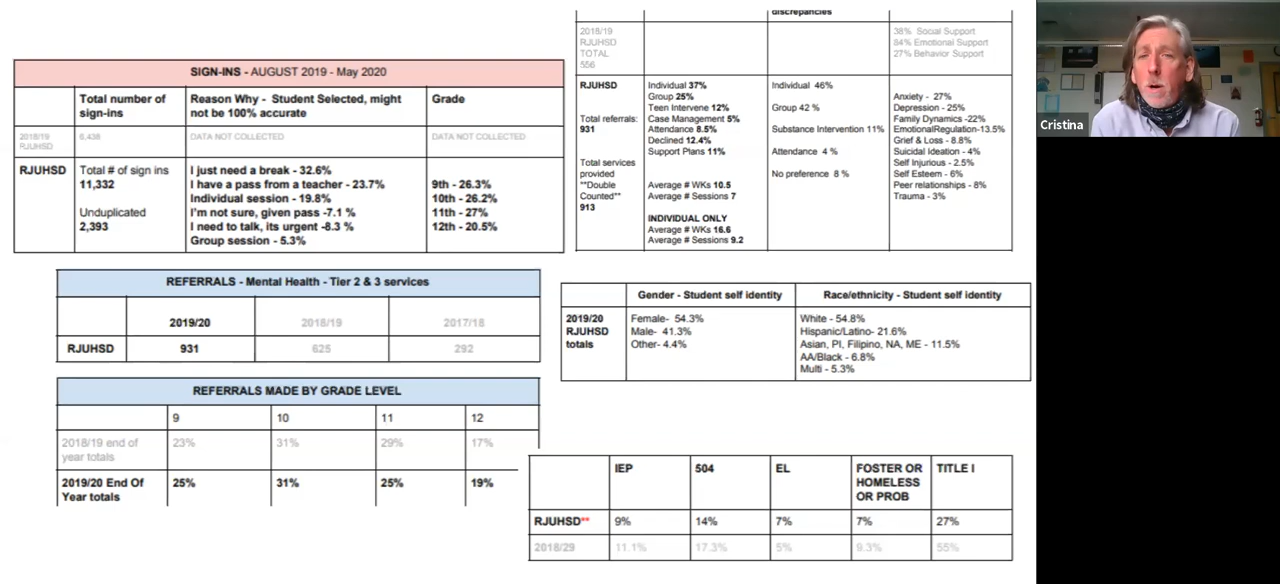 SIGN-INS - AUGUST 2019 - May 2020
Total number of sign-ins
Reason Why - Student Selected, might not be 100% accurate
Grade
2018/19 RJUHSD
6,438
DATA NOT COLLECTED
DATA NOT COLLECTED
RJUHSD
Total # of sign ins
11,332
Unduplicated
2,393
I just need a break - 32.6%
I have a pass from a teacher - 23.7%
Individual session - 19.8%
I'm not sure, given pass -7.1 %
I need to talk, its urgent -8.3 %
Group session - 5.3%
9th - 26.3%
10th - 26.2%
11th - 27%
12th - 20.5%
REFERRALS - Mental Health - Tier 2 & 3 services
2019/20
2018/19
2017/18
RJUHSD
931
625
292
REFERRALS MADE BY GRADE LEVEL
9
10
11
12
2018/19 end of year totals
23%
31%
29%
17%
2019/20 End Of Year totals
25%
31%
25%
19%
discrepancies
2018/19
RJUHSD
TOTAL
556
38% Social Support
84% Emotional Support
27% Behavior Support
RJUHSD
Total referrals:
931
Total services
provided
**Double
Counted**
913
Individual 37%
Group 25%
Teen Intervene 12%
Case Management 5%
Attendance 8.5%
Declined 12.4%
Support Plans 11%
Average # WKs 10.5
Average # Sessions 7
INDIVIDUAL ONLY
Average # WKs 16.6
Average # Sessions 9.2
Individual 46%
Group 42 %
Substance Intervention 11%
Attendance 4 %
No preference 8 %
Anxiety - 27%
Depression - 25%
Family Dynamics -22%
EmotionalRegulation-13.5%
Grief & Loss - 8.8%
Suicidal Ideation - 4%
Self Injurious - 2.5%
Self Esteem - 6%
Peer relationships - 8%
Trauma - 3%
Gender - Student self identity
Race/ethnicity - Student self identity
2019/20
RJUHSD
totals
Female- 54.3%
Male- 41.3%
Other- 4.4%
White - 54.8%
Hispanic/Latino- 21.6%
Asian, PI, Filipino, NA, ME - 11.5%
AA/Black - 6.8%
Multi - 5.3%
IEP
504
EL
FOSTER OR HOMELESS OR PROB
TITLE I
RJUHSD**
9%
14%
7%
7%
27%
2018/29
11.1%
17.3%
5%
9.3%
55%
Cristina